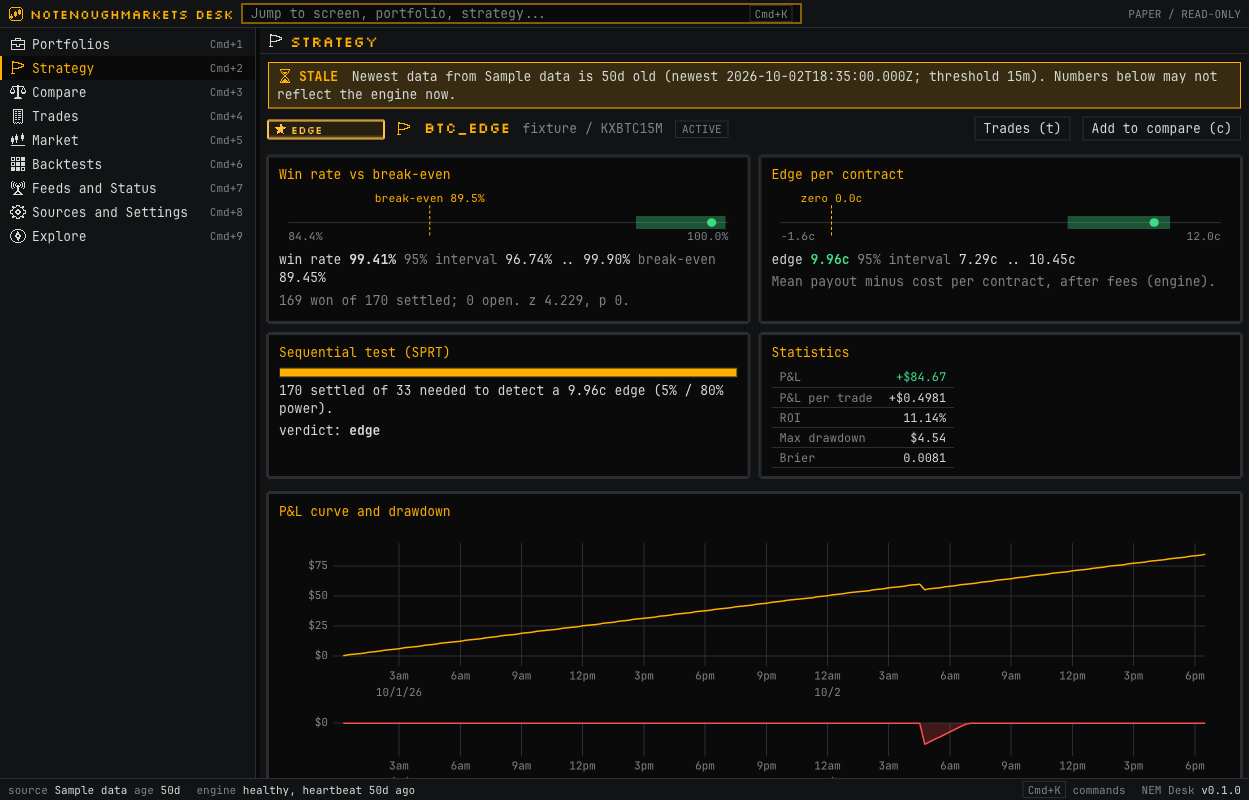 NOTENOUGHMARKETS DESK
Jump to screen, portfolio, strategy...
Cmd+K
PAPER / READ-ONLY
Portfolios Cmd+1
Strategy Cmd+2
Compare Cmd+3
Trades Cmd+4
Market Cmd+5
Backtests Cmd+6
Feeds and Status Cmd+7
Sources and Settings Cmd+8
Explore Cmd+9
STRATEGY
STALE Newest data from Sample data is 50d old (newest 2026-10-02T18:35:00.000Z; threshold 15m). Numbers below may not
reflect the engine now.
EDGE
BTC_EDGE fixture / KXBTC15M ACTIVE
Trades (t)
Add to compare (c)
Win rate vs break-even
break-even 89.5%
84.4% 100.0%
win rate 99.41% 95% interval 96.74% .. 99.90% break-even
89.45%
169 won of 170 settled; 0 open. z 4.229, p 0.
Edge per contract
zero 0.0c
-1.6c 12.0c
edge 9.96c 95% interval 7.29c .. 10.45c
Mean payout minus cost per contract, after fees (engine).
Sequential test (SPRT)
170 settled of 33 needed to detect a 9.96c edge (5% / 80%
power).
verdict: edge
Statistics
P&L +$84.67
P&L per trade +$0.4981
ROI 11.14%
Max drawdown $4.54
Brier 0.0081
P&L curve and drawdown
$75
$50
$25
$0
3am 6am 9am 12pm 3pm 6pm 9pm 12am 3am 6am 9am 12pm 3pm 6pm
10/1/26 10/2
$0
3am 6am 9am 12pm 3pm 6pm 9pm 12am 3am 6am 9am 12pm 3pm 6pm
source Sample data age 50d engine healthy, heartbeat 50d ago
Cmd+K commands NEM Desk v0.1.0